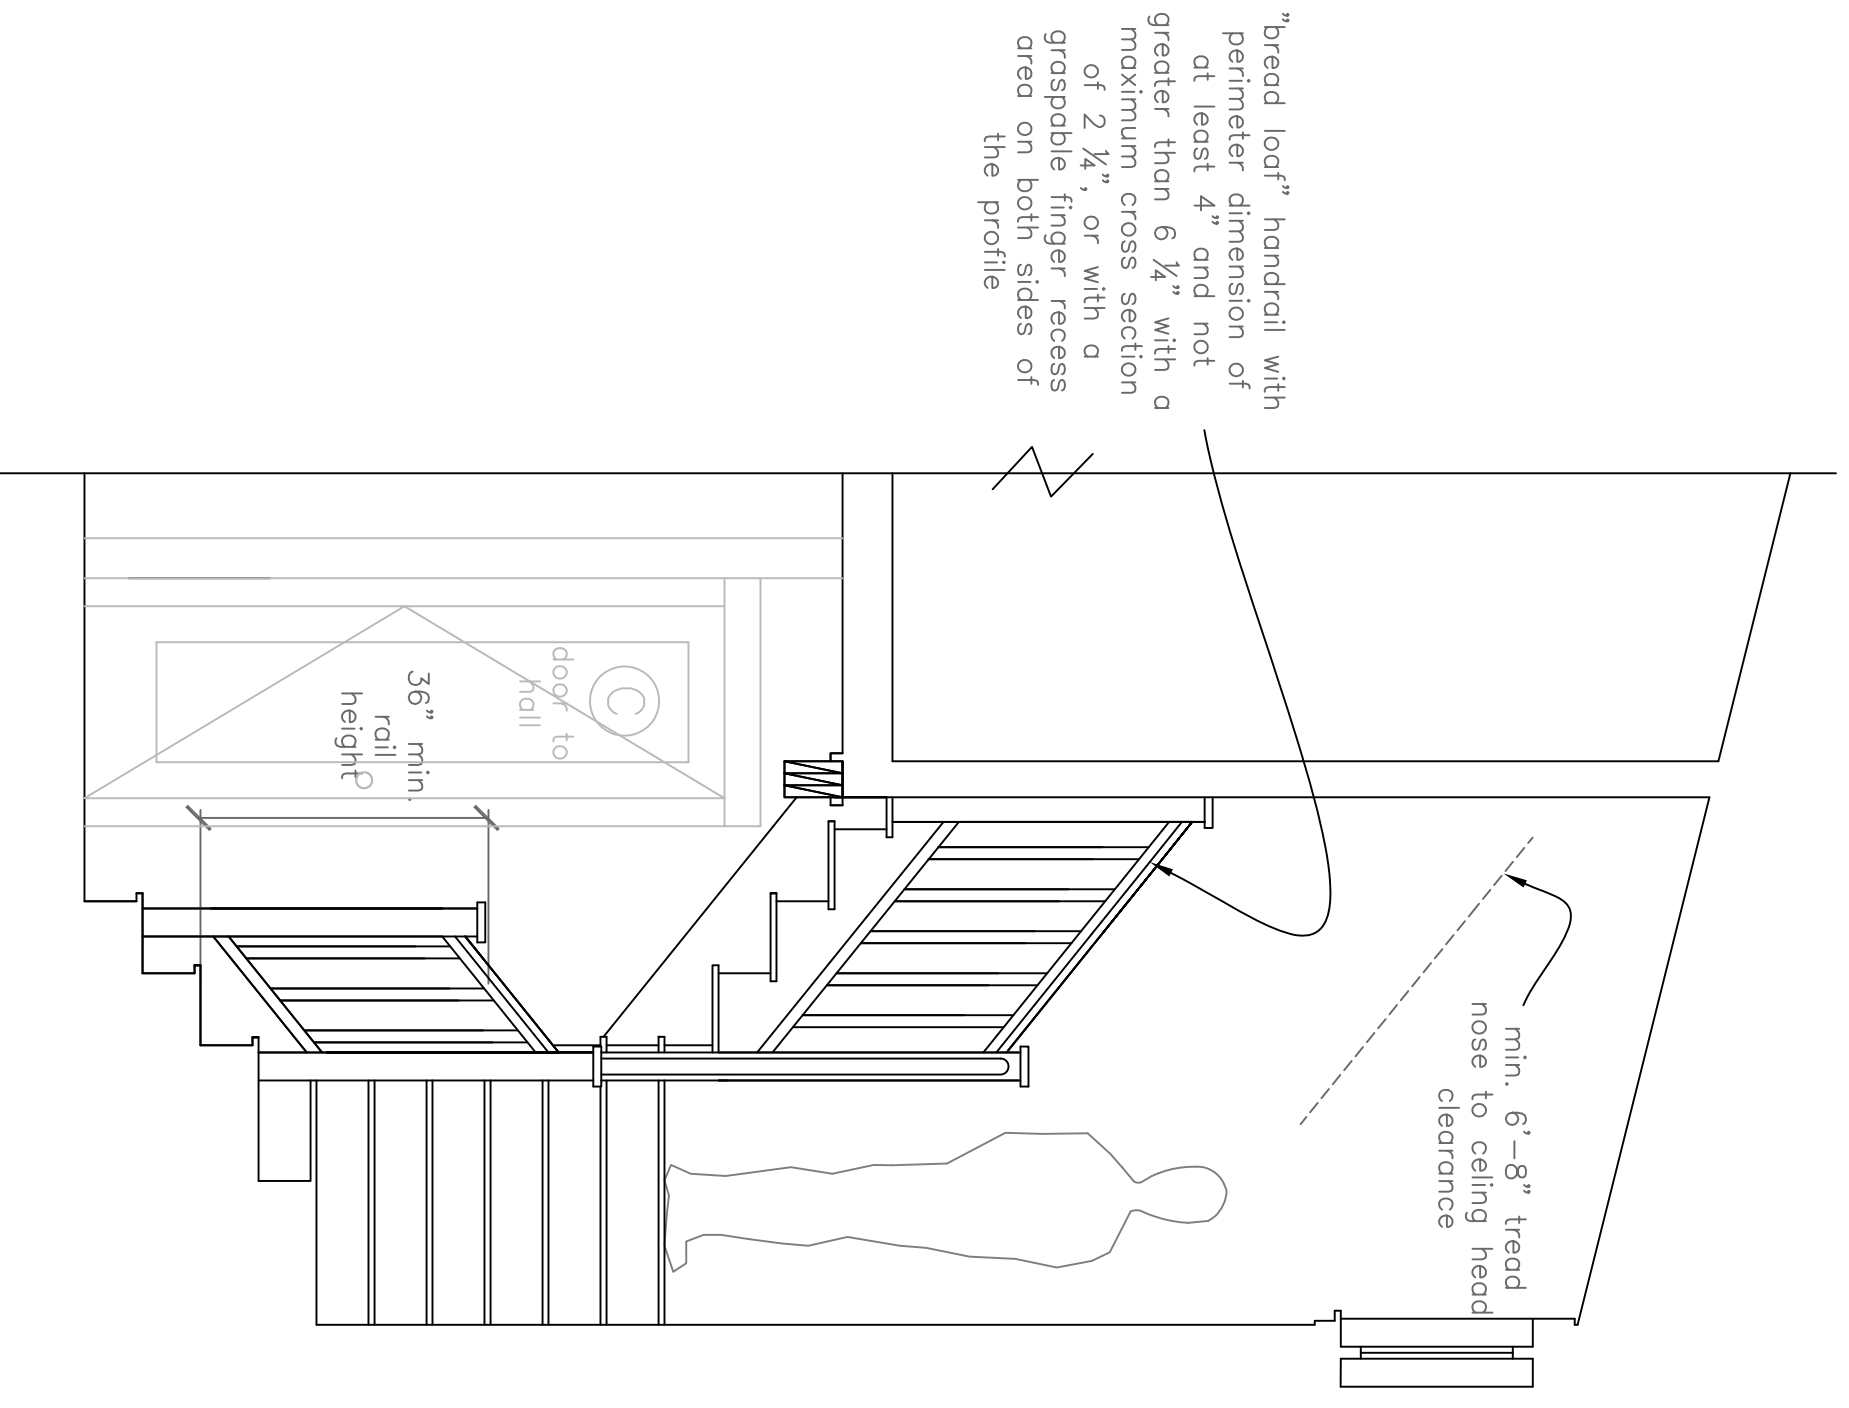 ”bread loaf” handrail with
perimeter dimension of
at least 4” and not
greater than 6 ¼” with a
maximum cross section
of 2 ¼”, or with a
graspable finger recess
area on both sides of
the profile
min. 6’–8” tread
nose to celing head
clearance
C
door to
hall
36” min.
rail
height